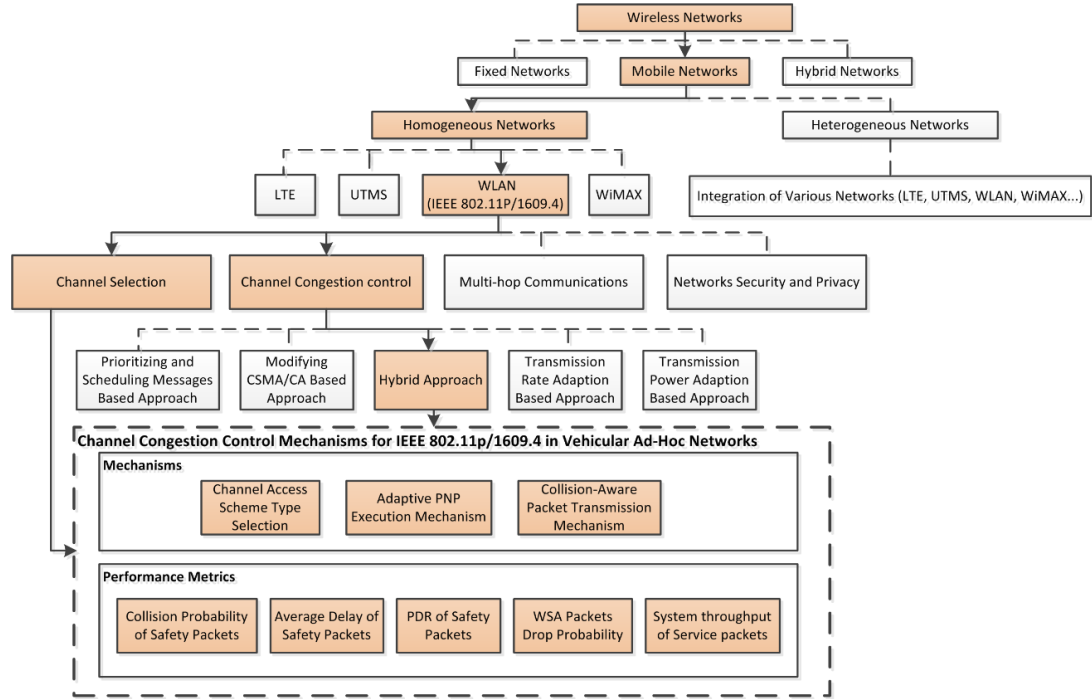 Wireless Networks
Fixed Networks
Mobile Networks
Hybrid Networks
Homogeneous Networks
Heterogeneous Networks
LTE
UTMS
WLAN
(IEEE 802.11P/1609.4)
WiMAX
Integration of Various Networks (LTE, UTMS, WLAN, WiMAX...)
Channel Selection
Channel Congestion control
Multi-hop Communications
Networks Security and Privacy
Prioritizing and
Scheduling Messages
Based Approach
Modifying
CSMA/CA Based
Approach
Hybrid Approach
Transmission
Rate Adaption
Based Approach
Transmission
Power Adaption
Based Approach
Channel Congestion Control Mechanisms for IEEE 802.11p/1609.4 in Vehicular Ad-Hoc Networks
Mechanisms
Channel Access
Scheme Type
Selection
Adaptive PNP
Execution Mechanism
Collision-Aware
Packet Transmission
Mechanism
Performance Metrics
Collision Probability
of Safety Packets
Average Delay of
Safety Packets
PDR of Safety
Packets
WSA Packets
Drop Probability
System throughput
of Service packets